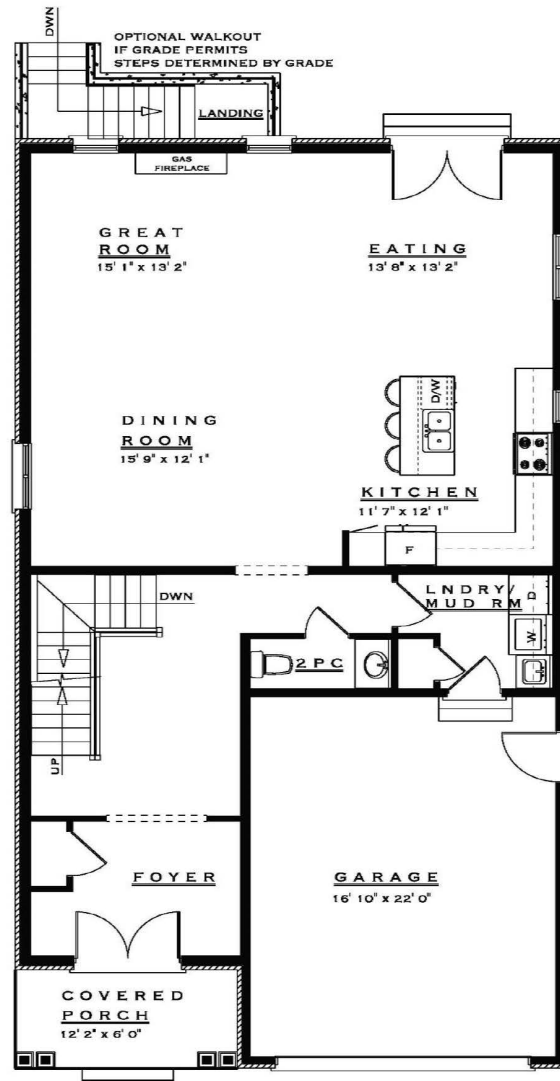 DWN
OPTIONAL WALKOUT
IF GRADE PERMITS
STEPS DETERMINED BY GRADE
LANDING
GAS
FIREPLACE
GREAT
ROOM
15' 1" x 13' 2"
EATING
13' 8" x 13' 2"
D/W
DINING
ROOM
15' 9" x 12' 1"
KITCHEN
11' 7" x 12' 1"
F
DWN
LNDRY/
MUD RM
D
W
2 PC
UP
FOYER
GARAGE
16' 10" x 22' 0"
COVERED
PORCH
12' 2" x 6' 0"